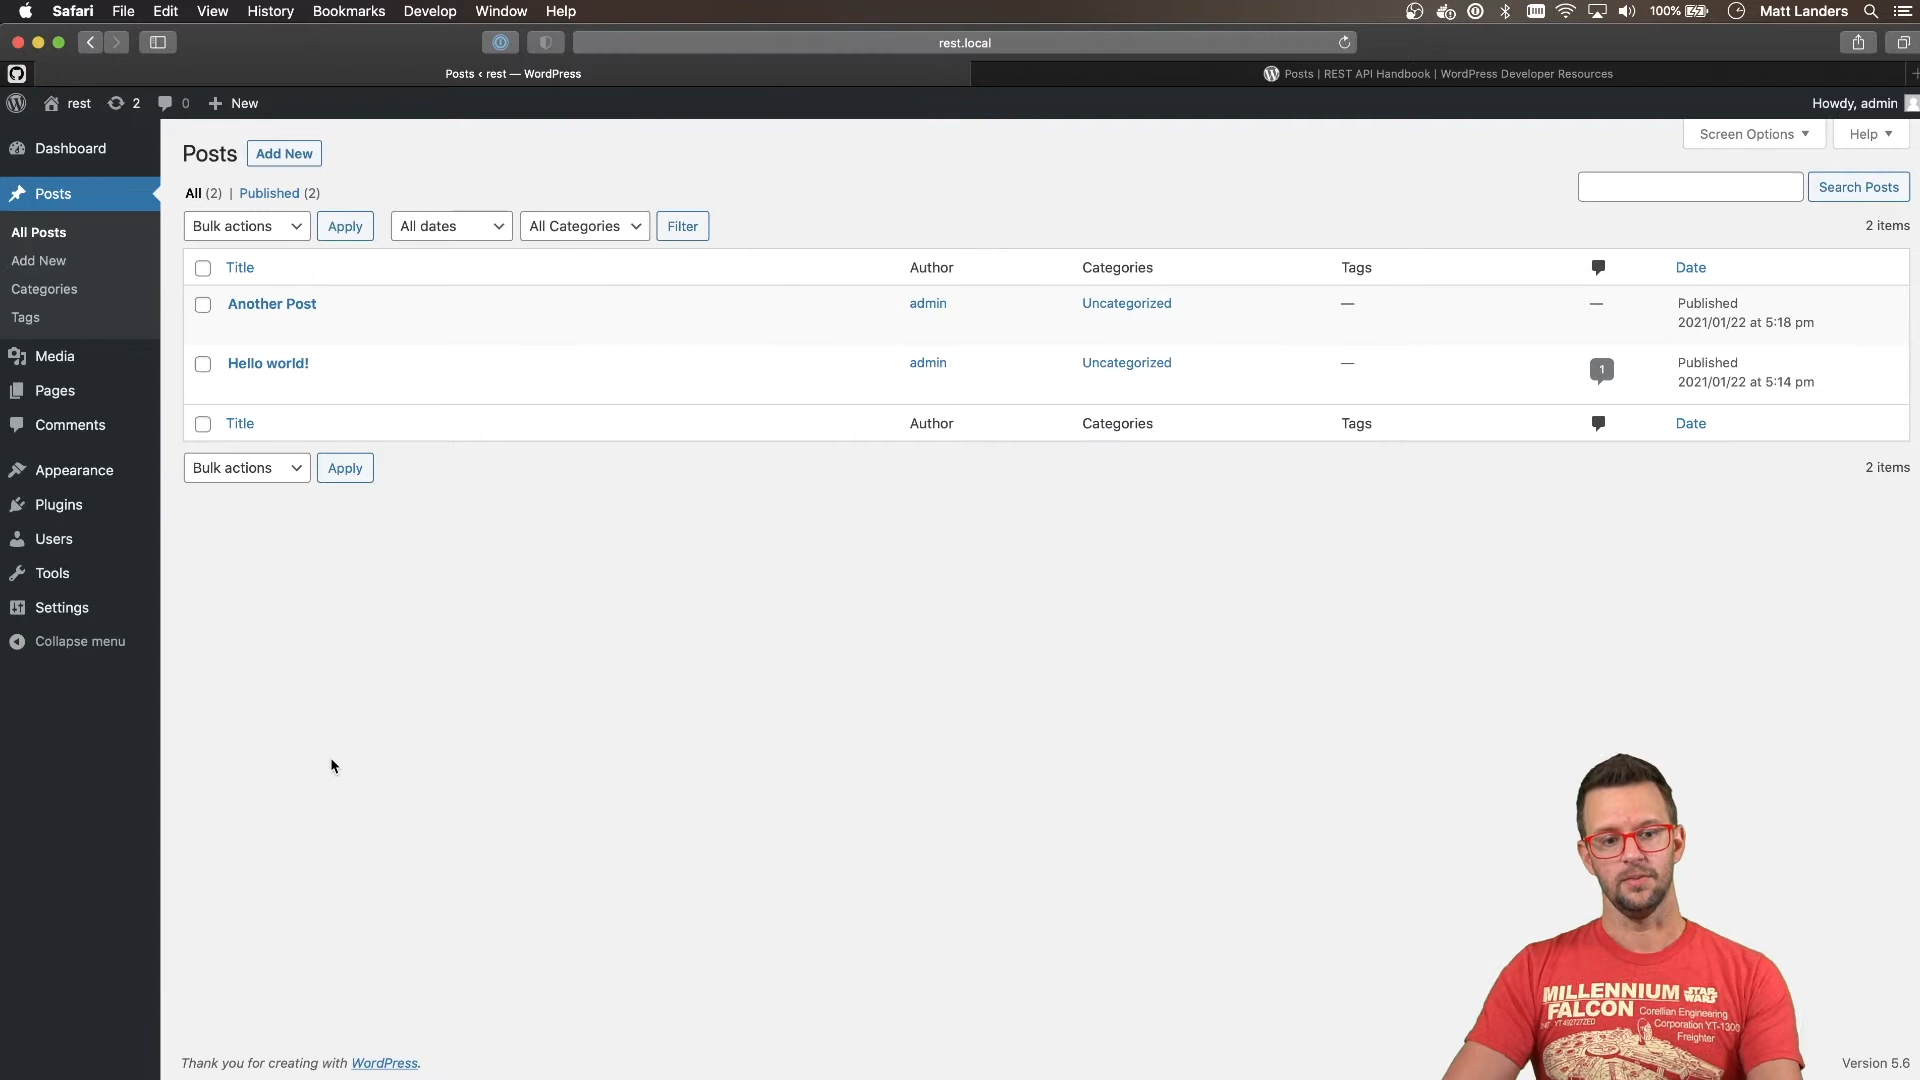 Safari File Edit View History Bookmarks Develop Window Help 100% Matt Landers
rest.local
Posts ‹ rest — WordPress Posts | REST API Handbook | WordPress Developer Resources
rest 2 0 + New Howdy, admin
Screen Options Help
Dashboard
Posts
All Posts
Add New
Categories
Tags
Media
Pages
Comments
Appearance
Plugins
Users
Tools
Settings
Collapse menu
Posts Add New
All (2) | Published (2)
Search Posts
Bulk actions Apply All dates All Categories Filter 2 items
Title Author Categories Tags Date
Another Post admin Uncategorized — — Published
2021/01/22 at 5:18 pm
Hello world! admin Uncategorized — 1 Published
2021/01/22 at 5:14 pm
Title Author Categories Tags Date
Bulk actions Apply 2 items
MILLENNIUM STAR WARS
FALCON Corellian Engineering
Corporation YT-1300
Freighter
Thank you for creating with WordPress. Version 5.6